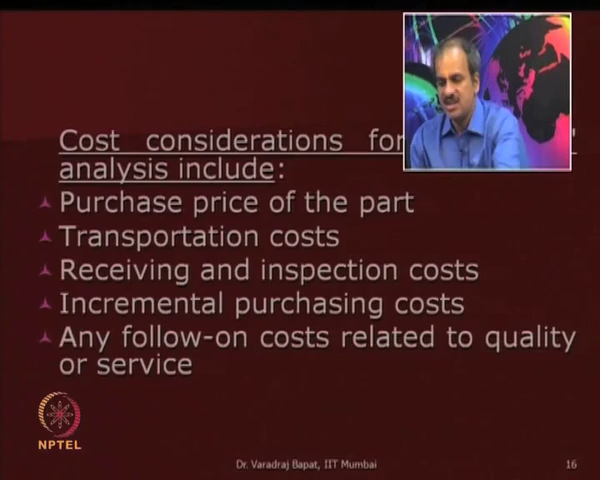 Cost considerations for
analysis include:
Purchase price of the part
Transportation costs
Receiving and inspection costs
Incremental purchasing costs
Any follow-on costs related to quality
or service
NPTEL
Dr. Varadraj Bapat, IIT Mumbai
16